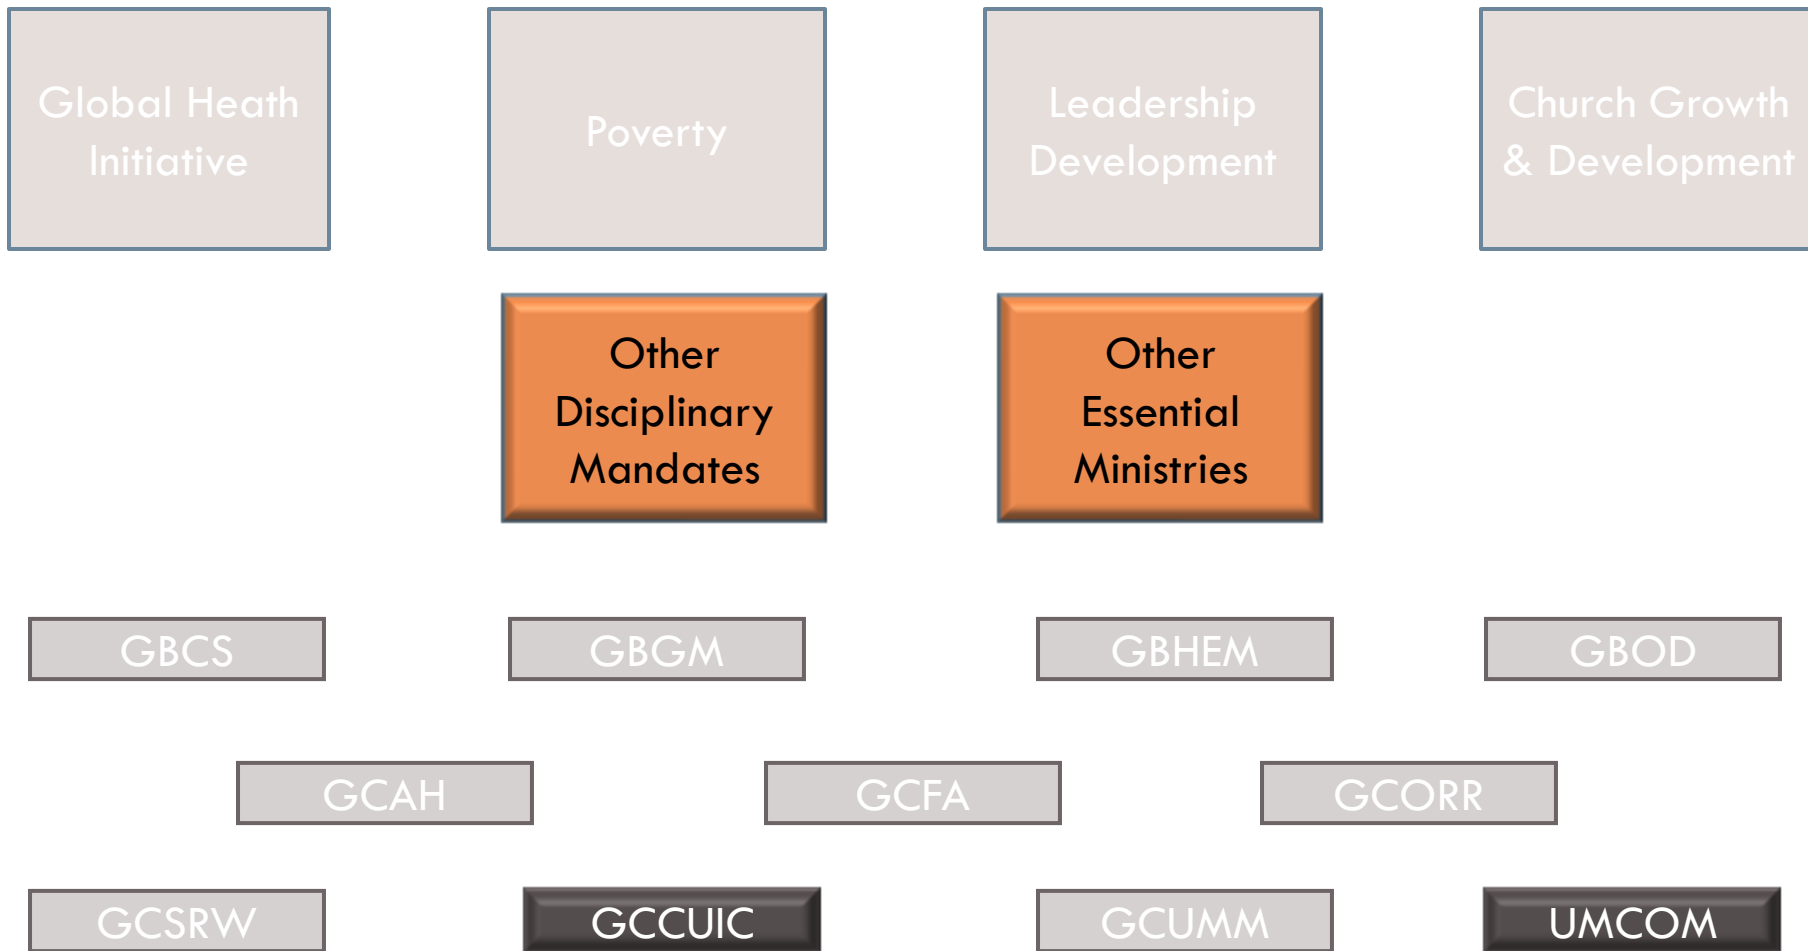 Global Heath
Initiative
Poverty
Leadership
Development
Church Growth
& Development
Other
Disciplinary
Mandates
Other
Essential
Ministries
GBCS
GBGM
GBHEM
GBOD
GCAH
GCFA
GCORR
GCSRW
GCCUIC
GCUMM
UMCOM